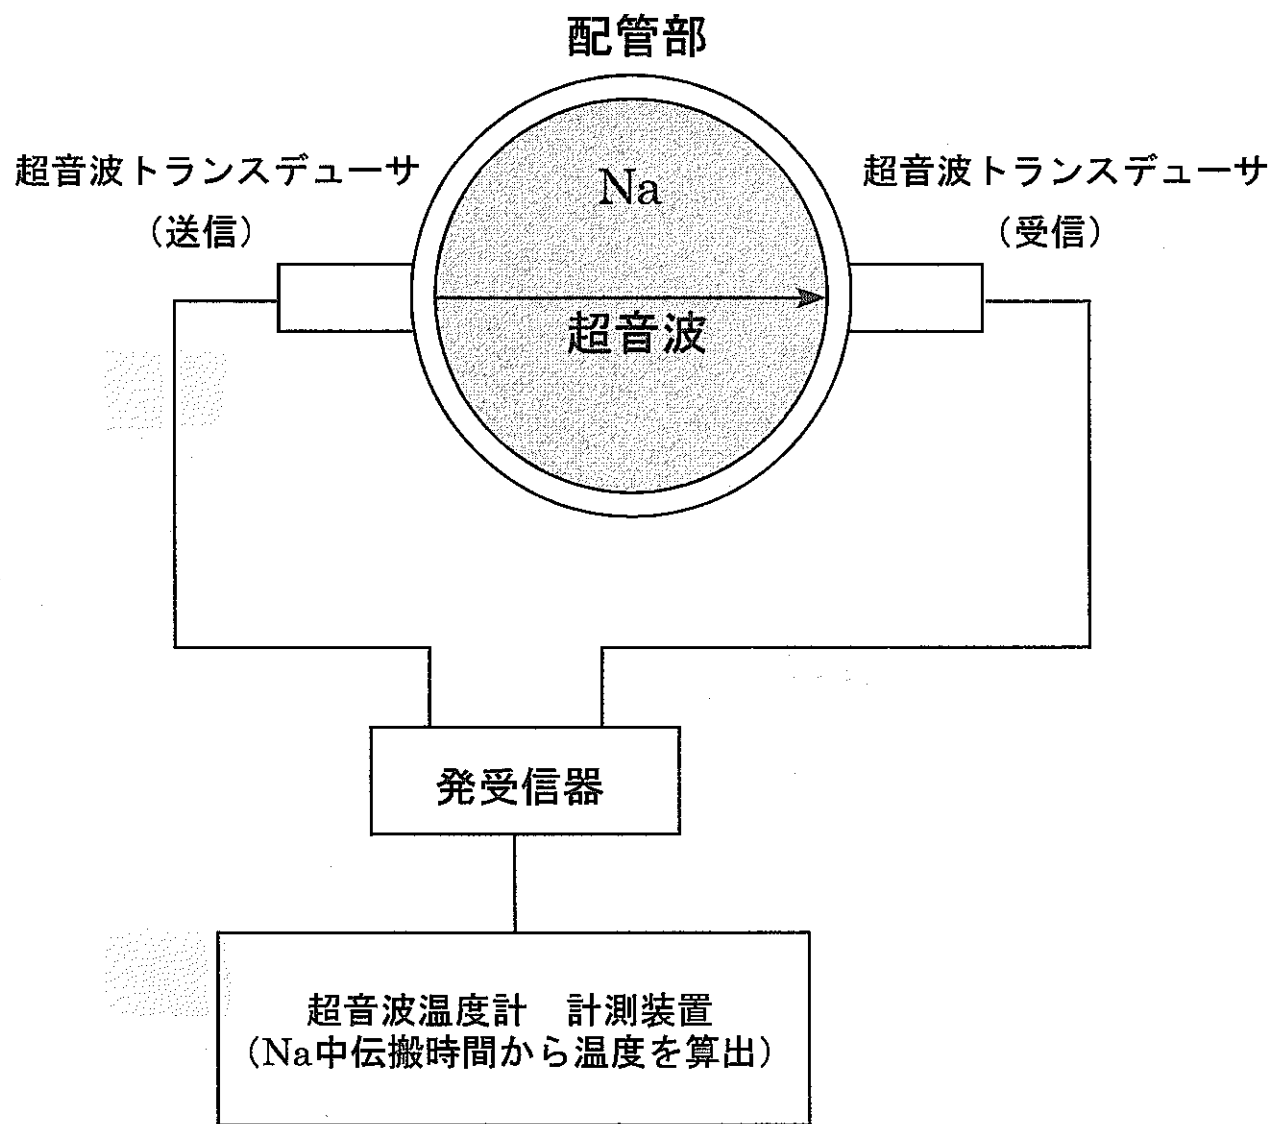 配管部
超音波トランスデューサ
（送信）
Na
超音波トランスデューサ
（受信）
超音波
発受信器
超音波温度計　計測装置
（Na中伝搬時間から温度を算出）